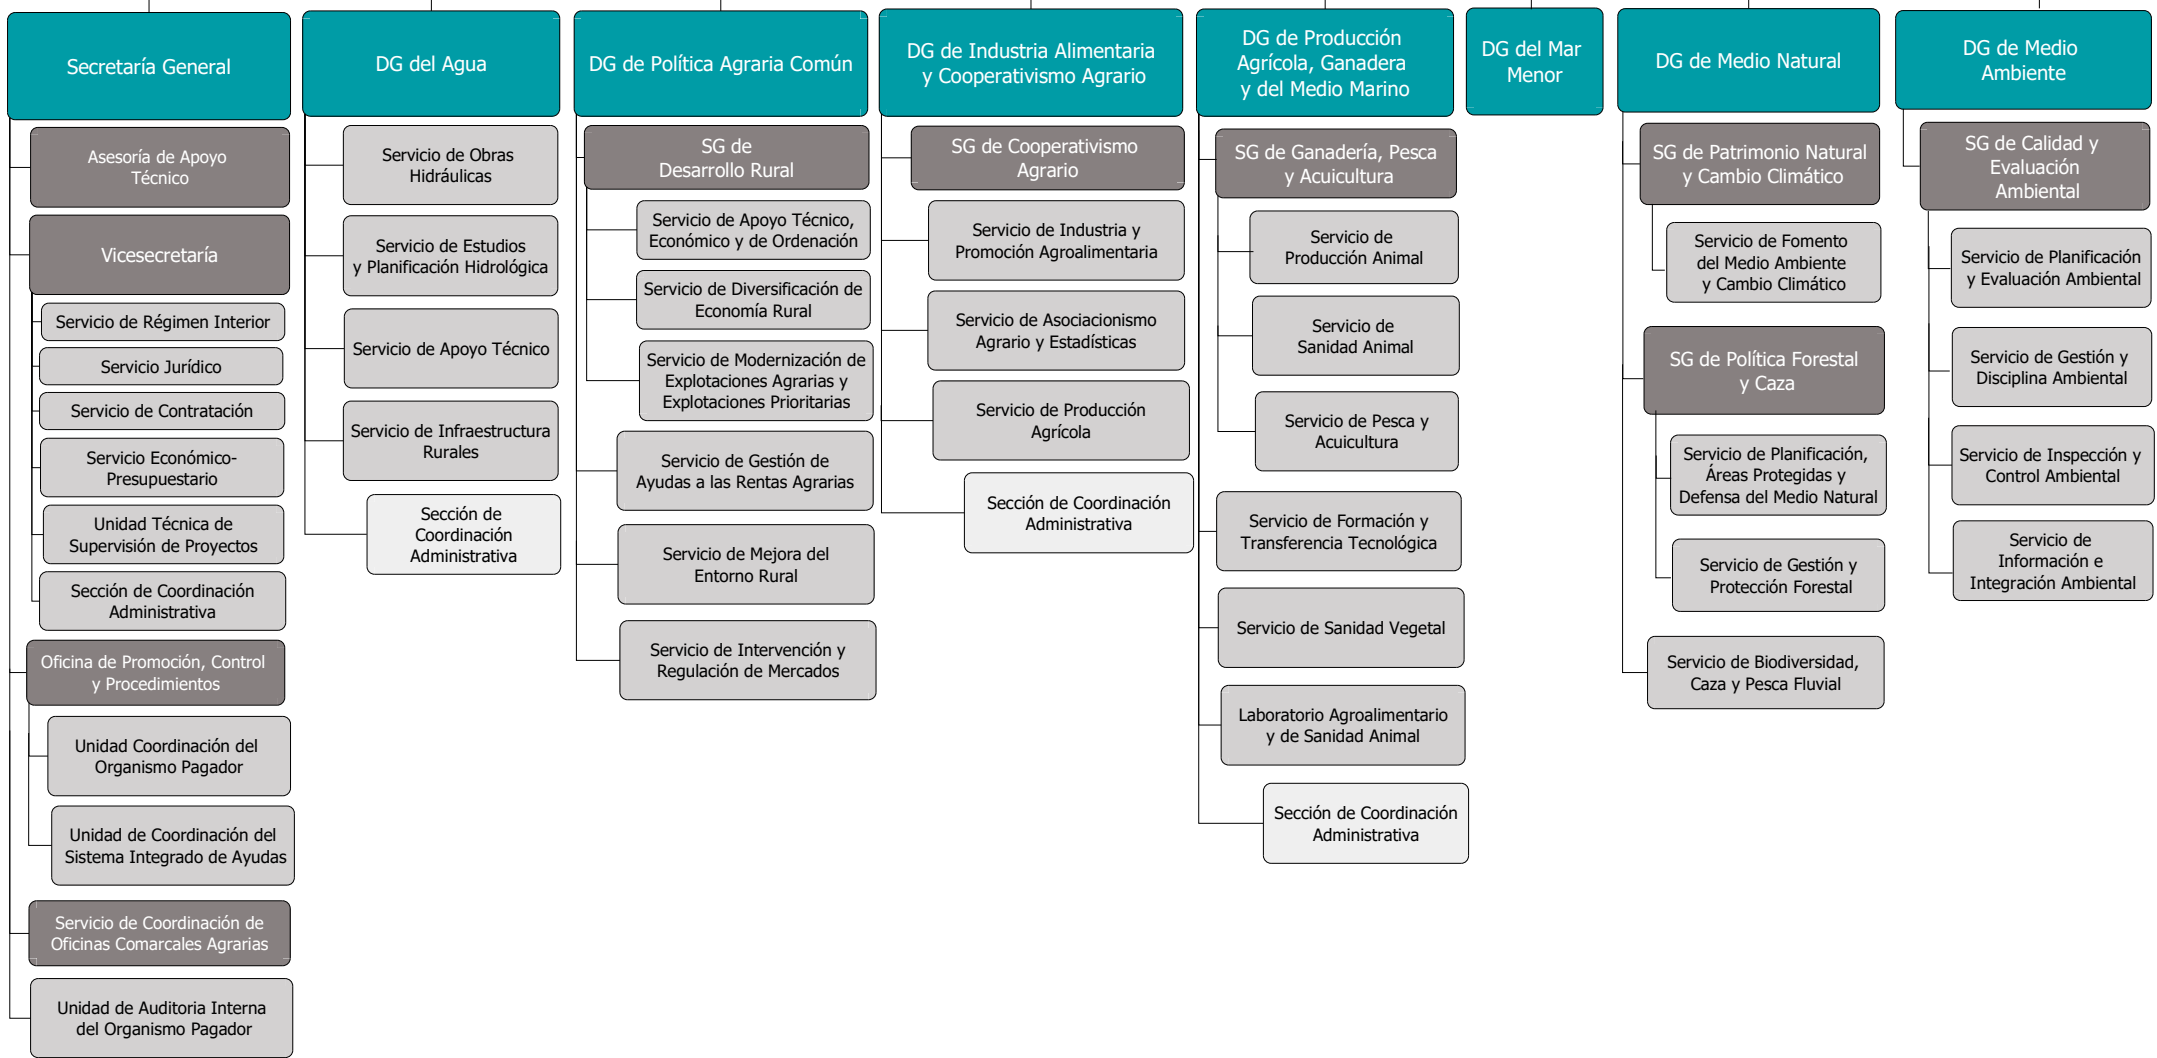 Secretaría General
Asesoría de Apoyo
Técnico
Vicesecretaría
Servicio de Régimen Interior
Servicio Jurídico
Servicio de Contratación
Servicio Económico-
Presupuestario
Unidad Técnica de
Supervisión de Proyectos
Sección de Coordinación
Administrativa
Oficina de Promoción, Control
y Procedimientos
Unidad Coordinación del
Organismo Pagador
Unidad de Coordinación del
Sistema Integrado de Ayudas
Servicio de Coordinación de
Oficinas Comarcales Agrarias
Unidad de Auditoria Interna
del Organismo Pagador
DG del Agua
Servicio de Obras
Hidráulicas
Servicio de Estudios
y Planificación Hidrológica
Servicio de Apoyo Técnico
Servicio de Infraestructura
Rurales
Sección de
Coordinación
Administrativa
DG de Política Agraria Común
SG de
Desarrollo Rural
Servicio de Apoyo Técnico,
Económico y de Ordenación
Servicio de Diversificación de
Economía Rural
Servicio de Modernización de
Explotaciones Agrarias y
Explotaciones Prioritarias
Servicio de Gestión de
Ayudas a las Rentas Agrarias
Servicio de Mejora del
Entorno Rural
Servicio de Intervención y
Regulación de Mercados
DG de Industria Alimentaria
y Cooperativismo Agrario
SG de Cooperativismo
Agrario
Servicio de Industria y
Promoción Agroalimentaria
Servicio de Asociacionismo
Agrario y Estadísticas
Servicio de Producción
Agrícola
Sección de Coordinación
Administrativa
DG de Producción
Agrícola, Ganadera
y del Medio Marino
SG de Ganadería, Pesca
y Acuicultura
Servicio de
Producción Animal
Servicio de
Sanidad Animal
Servicio de Pesca y
Acuicultura
Servicio de Formación y
Transferencia Tecnológica
Servicio de Sanidad Vegetal
Laboratorio Agroalimentario
y de Sanidad Animal
Sección de Coordinación
Administrativa
DG del Mar
Menor
DG de Medio Natural
SG de Patrimonio Natural
y Cambio Climático
Servicio de Fomento
del Medio Ambiente
y Cambio Climático
SG de Política Forestal
y Caza
Servicio de Planificación,
Áreas Protegidas y
Defensa del Medio Natural
Servicio de Gestión y
Protección Forestal
Servicio de Biodiversidad,
Caza y Pesca Fluvial
DG de Medio
Ambiente
SG de Calidad y
Evaluación
Ambiental
Servicio de Planificación
y Evaluación Ambiental
Servicio de Gestión y
Disciplina Ambiental
Servicio de Inspección y
Control Ambiental
Servicio de
Información e
Integración Ambiental